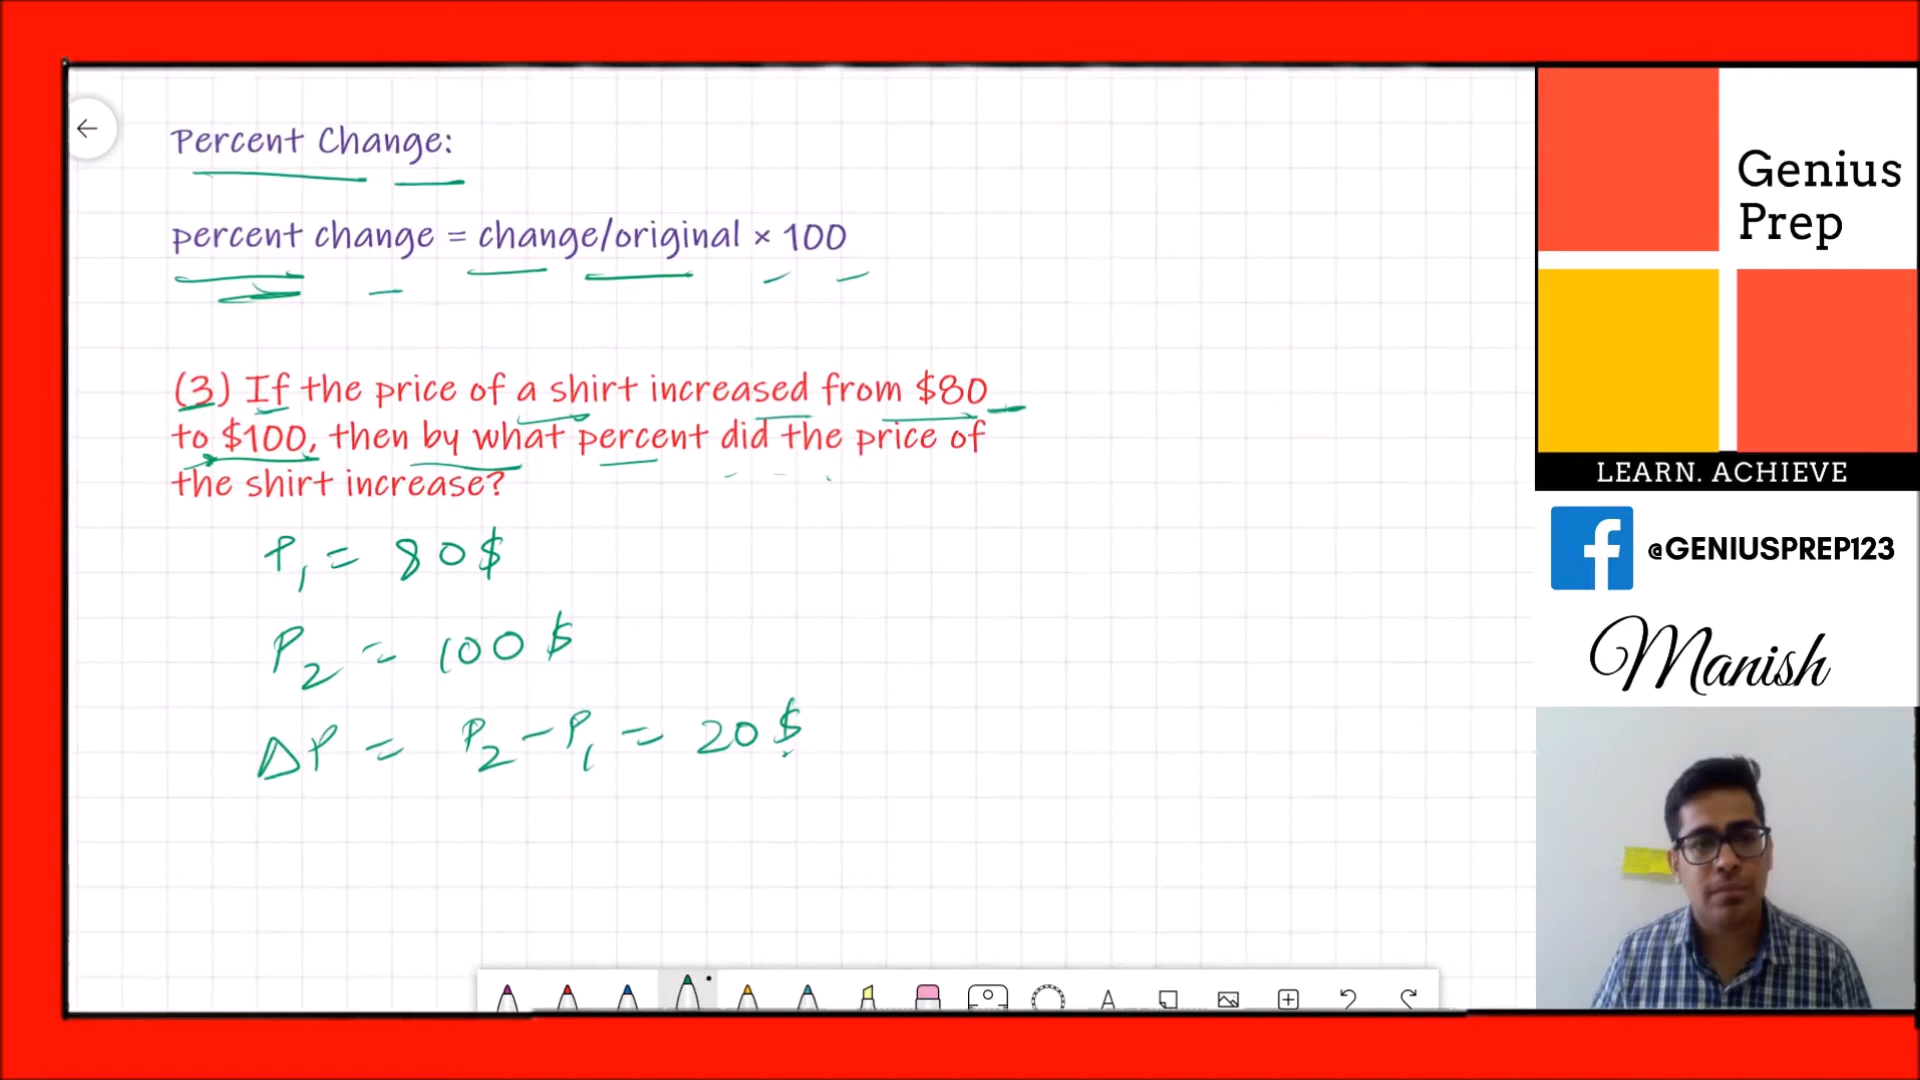 Percent Change:
percent change = change/original × 100
(3) If the price of a shirt increased from $80
to $100, then by what percent did the price of
the shirt increase?
P₁ = 80$
P₂ = 100$
ΔP = P₂ - P₁ = 20$
Genius
Prep
LEARN. ACHIEVE
@GENIUSPREP123
Manish